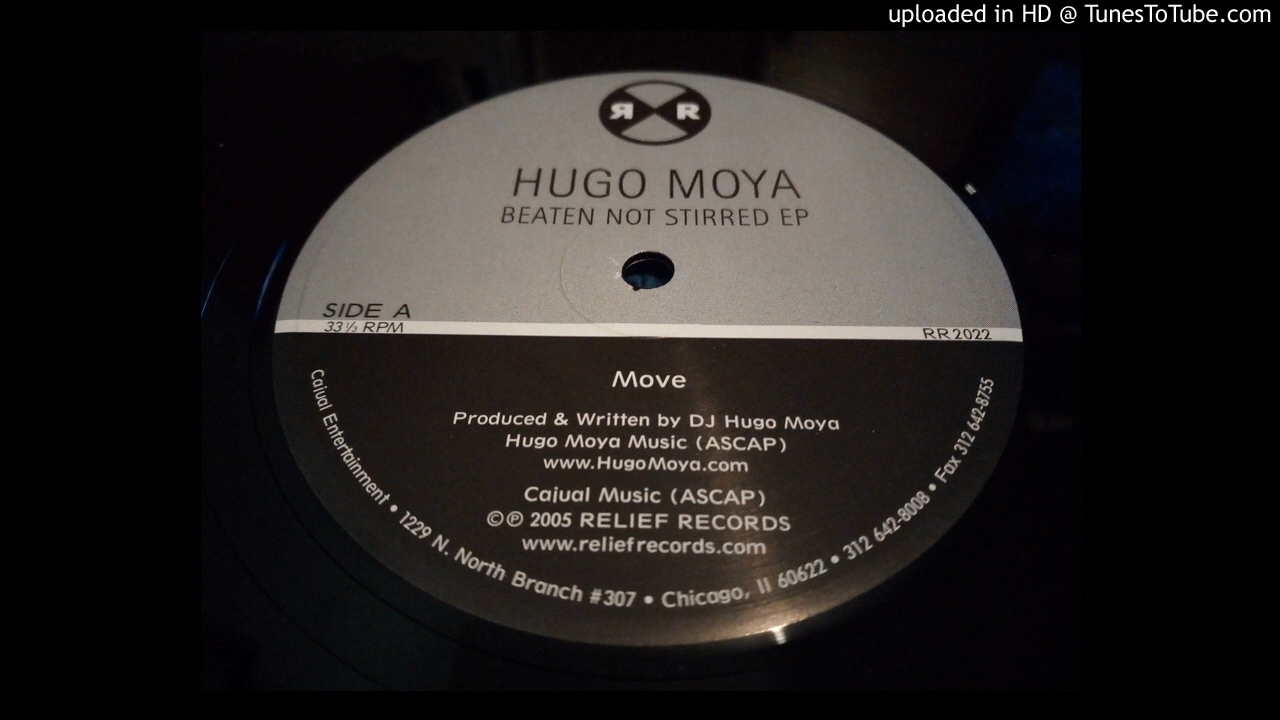 uploaded in HD @ TunesToTube.com
ЯR
HUGO MOYA
BEATEN NOT STIRRED EP
SIDE A
33⅓ RPM
RR2022
Move
Produced & Written by DJ Hugo Moya
Hugo Moya Music (ASCAP)
www.HugoMoya.com
Cajual Music (ASCAP)
©℗ 2005 RELIEF RECORDS
www.reliefrecords.com
Cajual Entertainment • 1229 N. North Branch #307 • Chicago, Il 60622 • 312 642-8008 • Fax 312 642-8755